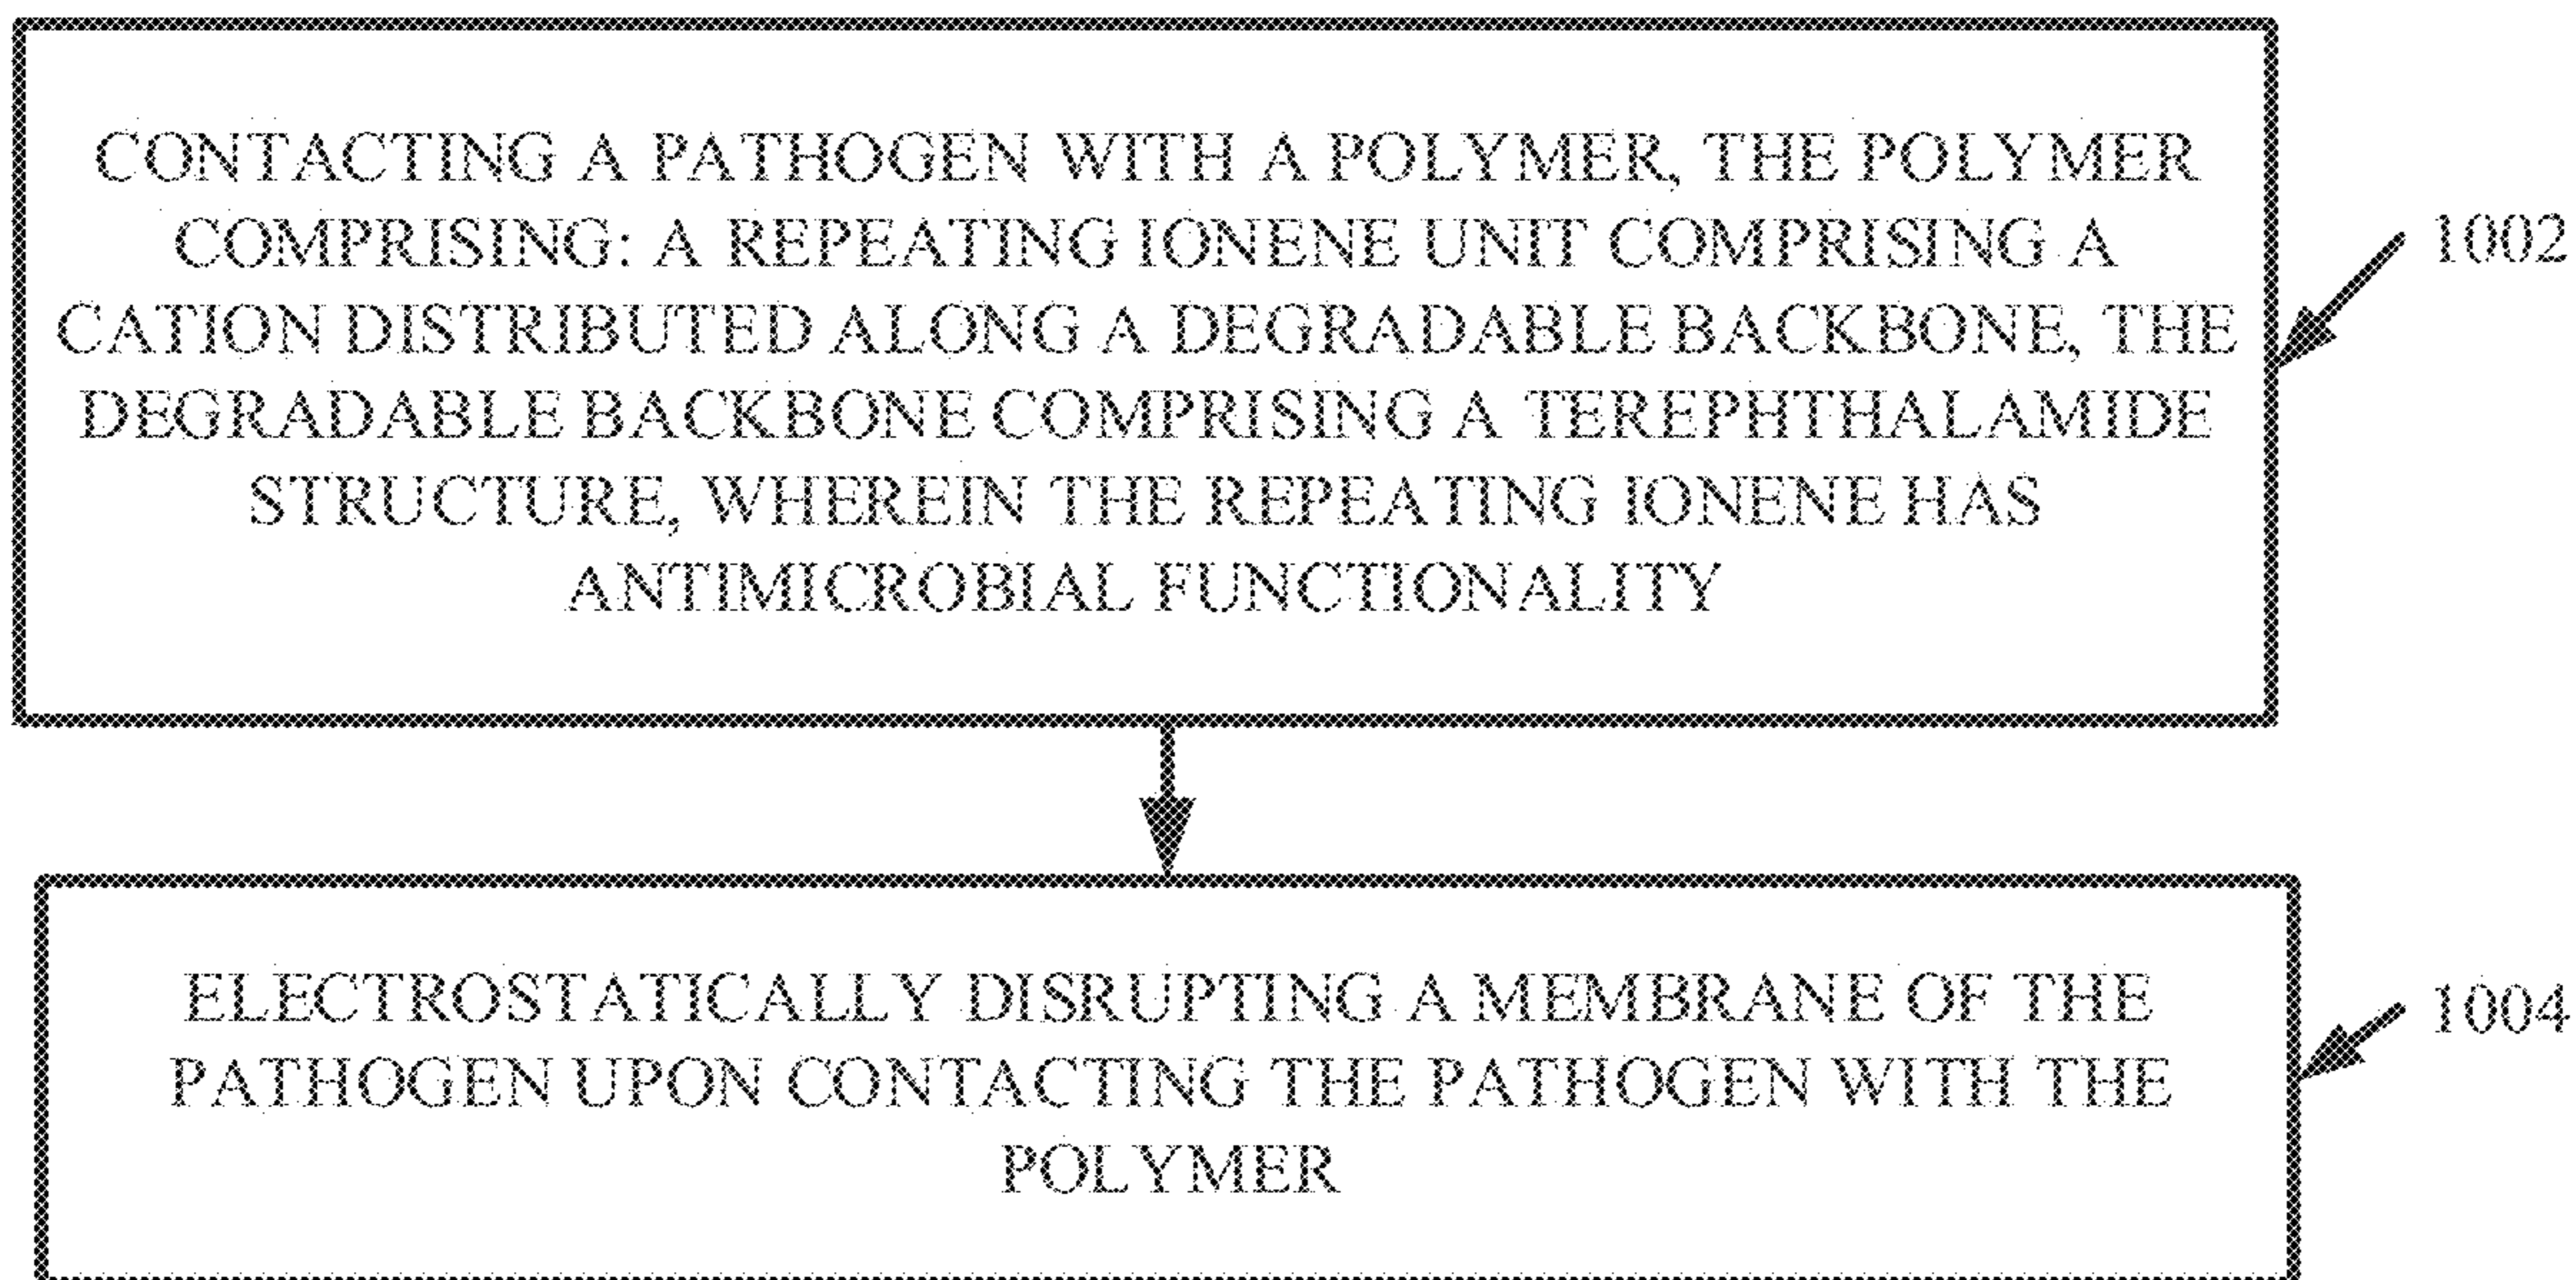 CONTACTING A PATHOGEN WITH A POLYMER, THE POLYMER
COMPRISING: A REPEATING IONENE UNIT COMPRISING A
CATION DISTRIBUTED ALONG A DEGRADABLE BACKBONE, THE
DEGRADABLE BACKBONE COMPRISING A TEREPHTHALAMIDE
STRUCTURE, WHEREIN THE REPEATING IONENE HAS
ANTIMICROBIAL FUNCTIONALITY
1002
ELECTROSTATICALLY DISRUPTING A MEMBRANE OF THE
PATHOGEN UPON CONTACTING THE PATHOGEN WITH THE
POLYMER
1004